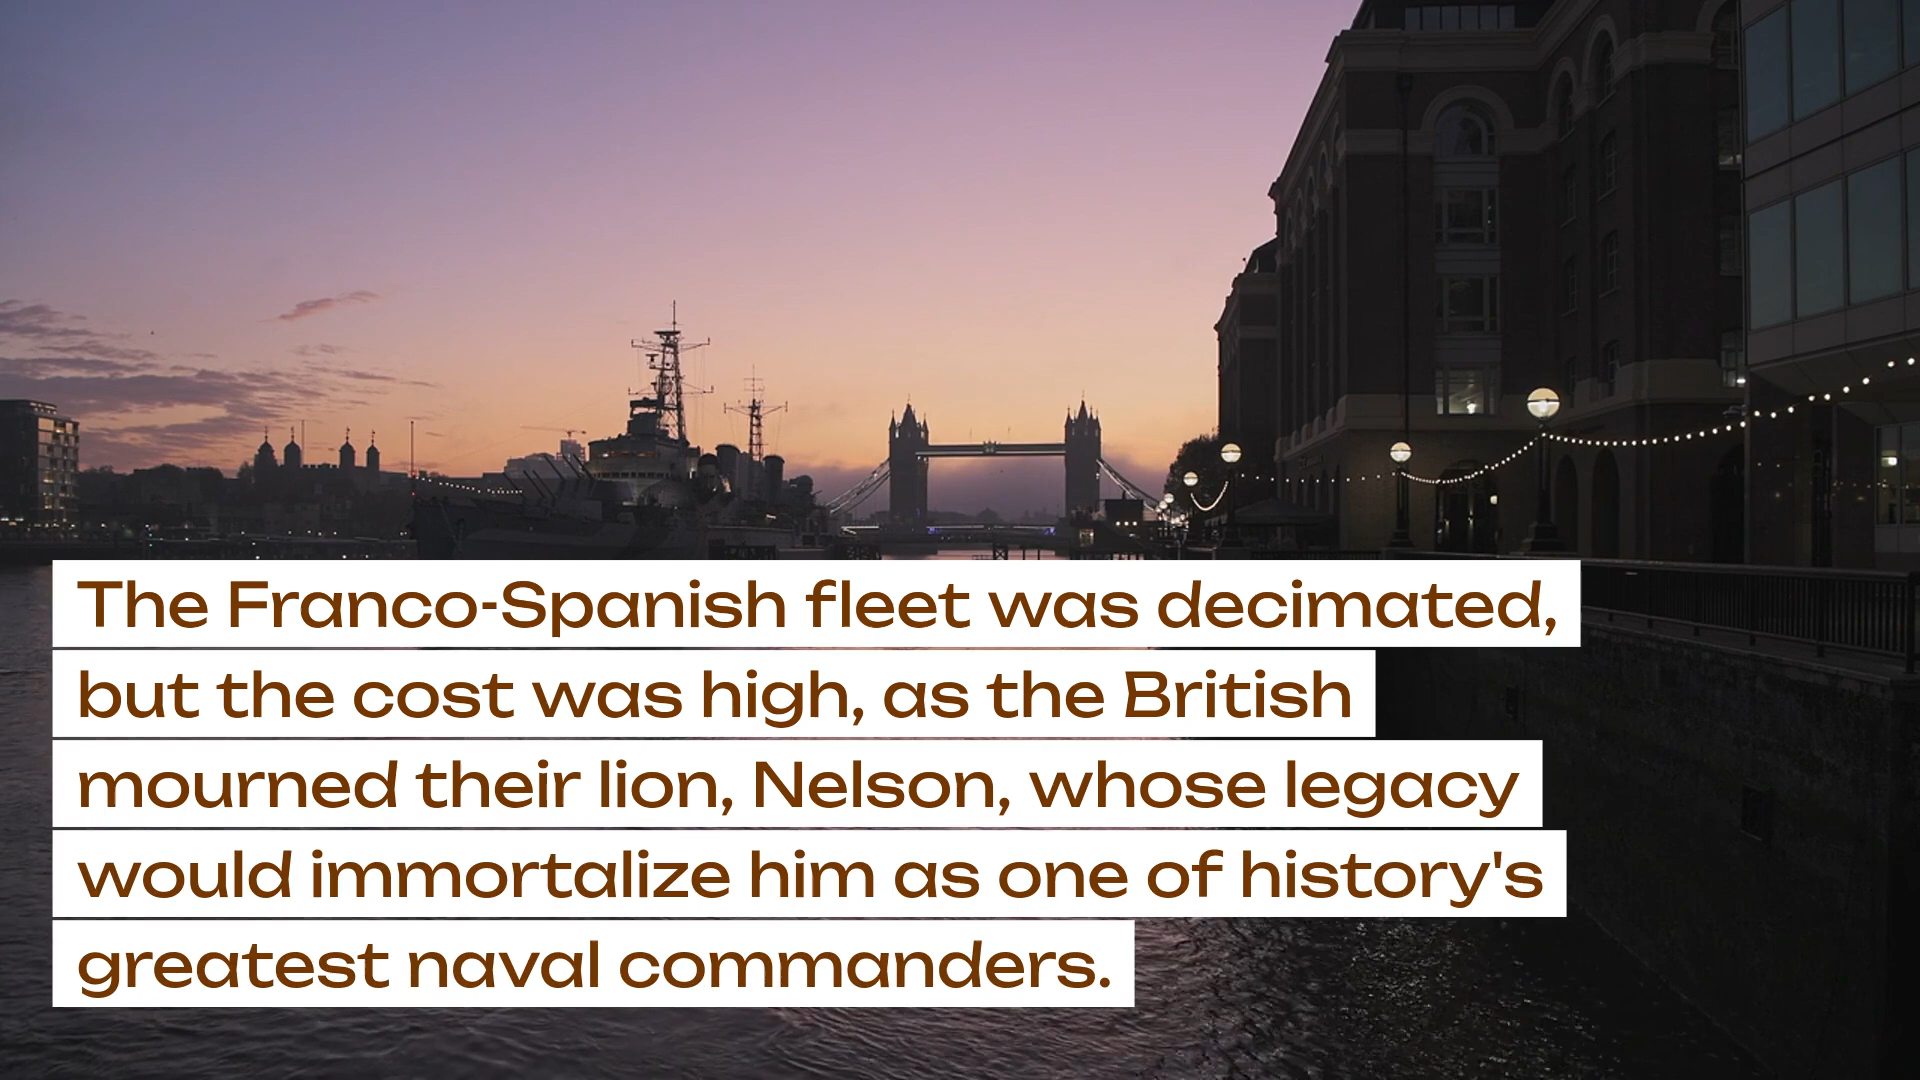 The Franco-Spanish fleet was decimated,
but the cost was high, as the British
mourned their lion, Nelson, whose legacy
would immortalize him as one of history's
greatest naval commanders.